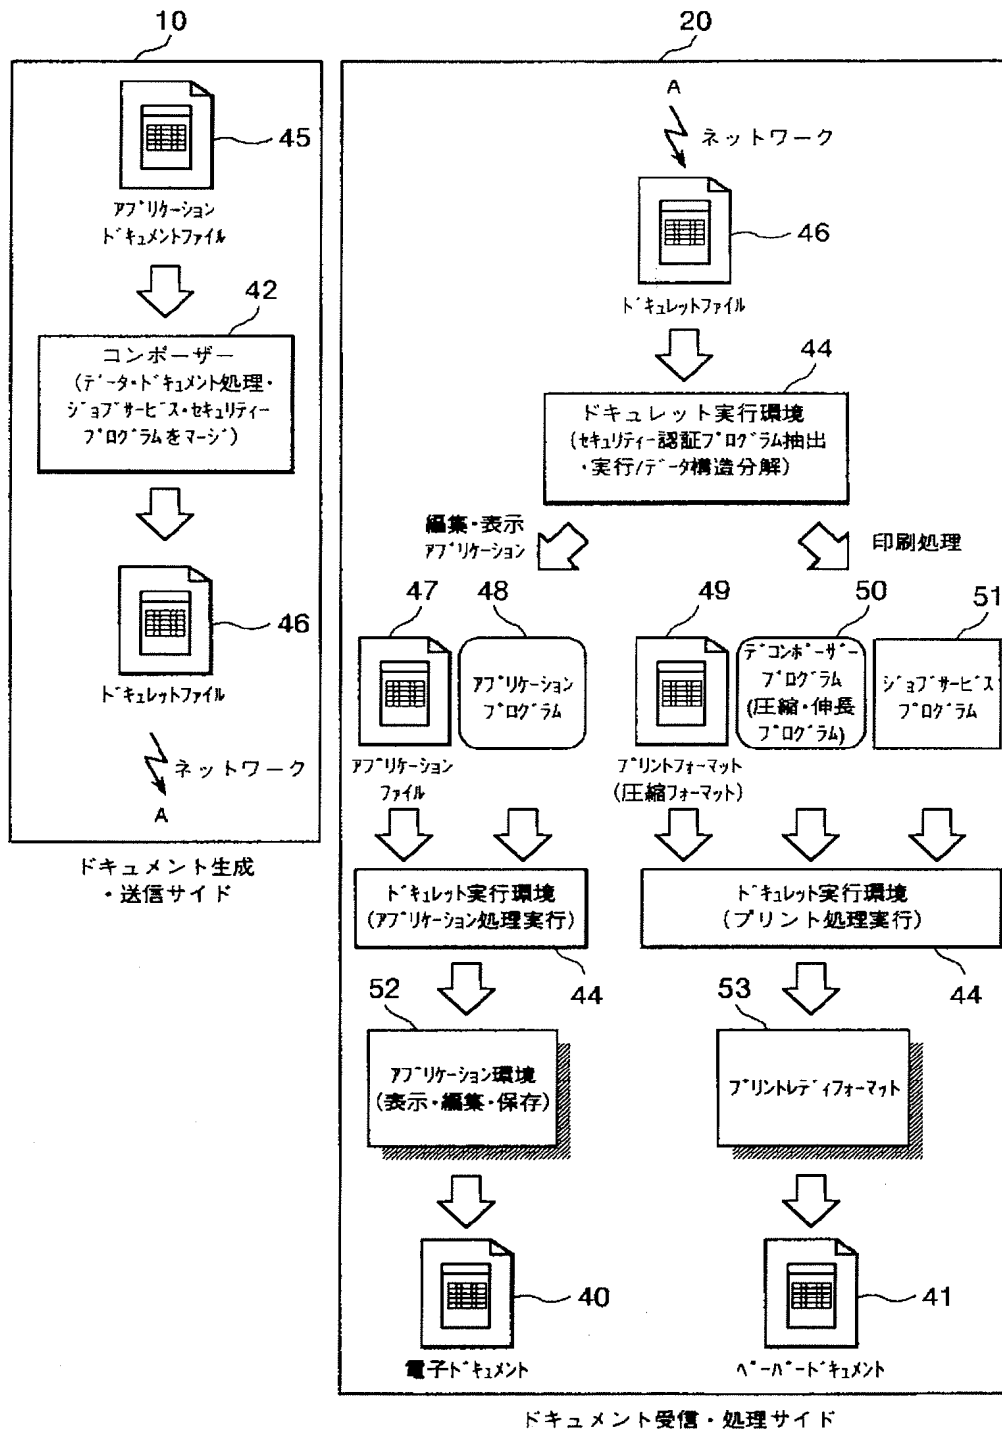 10
45
アプリケーション
ドキュメントファイル
42
コンポーザー
(データ・ドキュメント処理・
ジョブサービス・セキュリティー
プログラムをマージ)
46
ドキュレットファイル
ネットワーク
A
ドキュメント生成
・送信サイド
20
A
ネットワーク
46
ドキュレットファイル
44
ドキュレット実行環境
(セキュリティー認証プログラム抽出
・実行/データ構造分解)
編集・表示
アプリケーション
印刷処理
47
48
49
50
51
アプリケーション
プログラム
デコンポーザー
プログラム
(圧縮・伸長
プログラム)
ジョブサービス
プログラム
アプリケーション
ファイル
プリントフォーマット
(圧縮フォーマット)
ドキュレット実行環境
(アプリケーション処理実行)
ドキュレット実行環境
(プリント処理実行)
44
44
52
53
アプリケーション環境
(表示・編集・保存)
プリントレディフォーマット
40
41
電子ドキュメント
ペーパードキュメント
ドキュメント受信・処理サイド